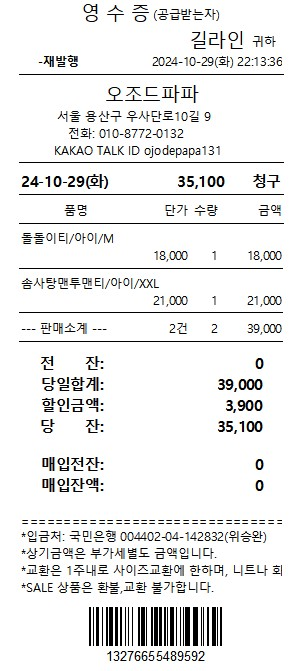 영 수 증 (공급받는자)
길라인 귀하
-재발행 2024-10-29(화) 22:13:36
오조드파파
서울 용산구 우사단로10길 9
전화: 010-8772-0132
KAKAO TALK ID ojodepapa131
24-10-29(화) 35,100 청구
품명 단가 수량 금액
돌돌이티/아이/M
18,000 1 18,000
솜사탕맨투맨티/아이/XXL
21,000 1 21,000
--- 판매소계 --- 2건 2 39,000
전 잔: 0
당일합계: 39,000
할인금액: 3,900
당 잔: 35,100
매입전잔: 0
매입잔액: 0
=====================================
*입금처: 국민은행 004402-04-142832(위승완)
*상기금액은 부가세별도 금액입니다.
*교환은 1주내로 사이즈교환에 한하며, 니트나 회
*SALE 상품은 환불,교환 불가합니다.
13276655489592